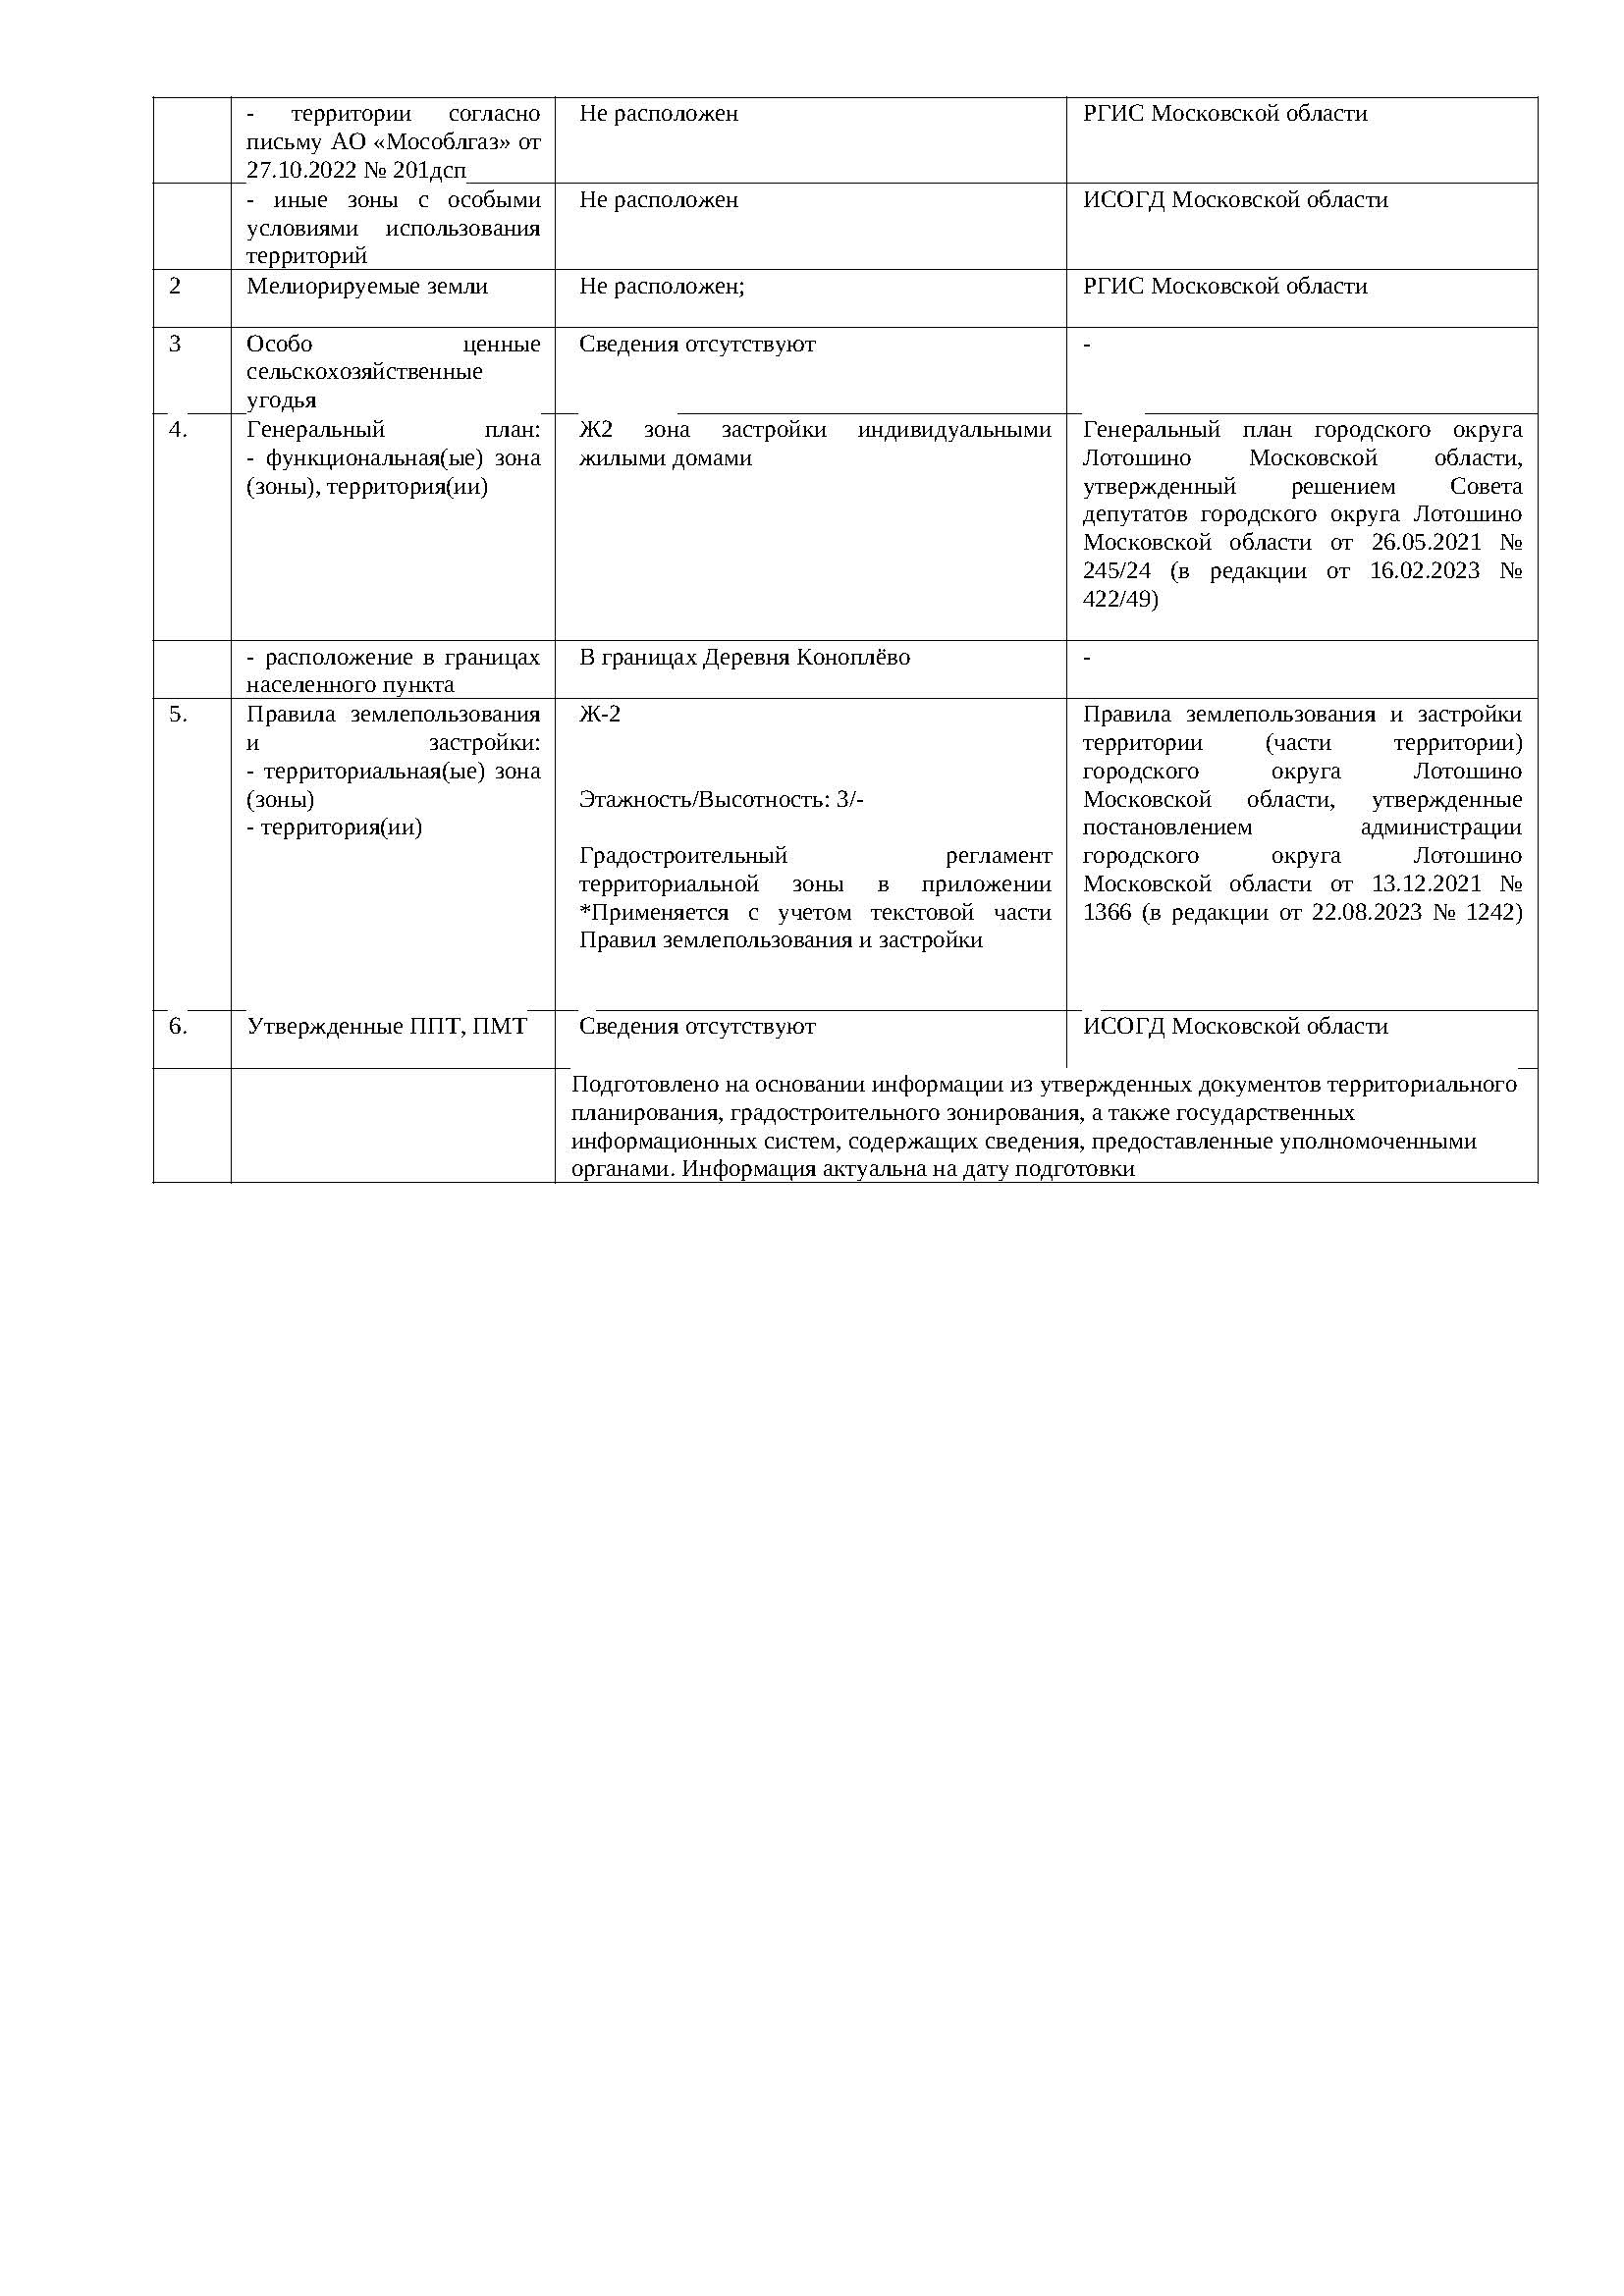 - территории согласно
письму АО «Мособлгаз» от
27.10.2022 № 201дсп
Не расположен
РГИС Московской области
- иные зоны с особыми
условиями использования
территорий
Не расположен
ИСОГД Московской области
2
Мелиорируемые земли
Не расположен;
РГИС Московской области
3
Особо ценные
сельскохозяйственные
угодья
Сведения отсутствуют
-
4.
Генеральный план:
- функциональная(ые) зона
(зоны), территория(ии)
Ж2 зона застройки индивидуальными
жилыми домами
Генеральный план городского округа
Лотошино Московской области,
утвержденный решением Совета
депутатов городского округа Лотошино
Московской области от 26.05.2021 №
245/24 (в редакции от 16.02.2023 №
422/49)
- расположение в границах
населенного пункта
В границах Деревня Коноплёво
-
5.
Правила землепользования
и застройки:
- территориальная(ые) зона
(зоны)
- территория(ии)
Ж-2
Этажность/Высотность: 3/-
Градостроительный регламент
территориальной зоны в приложении
*Применяется с учетом текстовой части
Правил землепользования и застройки
Правила землепользования и застройки
территории (части территории)
городского округа Лотошино
Московской области, утвержденные
постановлением администрации
городского округа Лотошино
Московской области от 13.12.2021 №
1366 (в редакции от 22.08.2023 № 1242)
6.
Утвержденные ППТ, ПМТ
Сведения отсутствуют
ИСОГД Московской области
Подготовлено на основании информации из утвержденных документов территориального
планирования, градостроительного зонирования, а также государственных
информационных систем, содержащих сведения, предоставленные уполномоченными
органами. Информация актуальна на дату подготовки